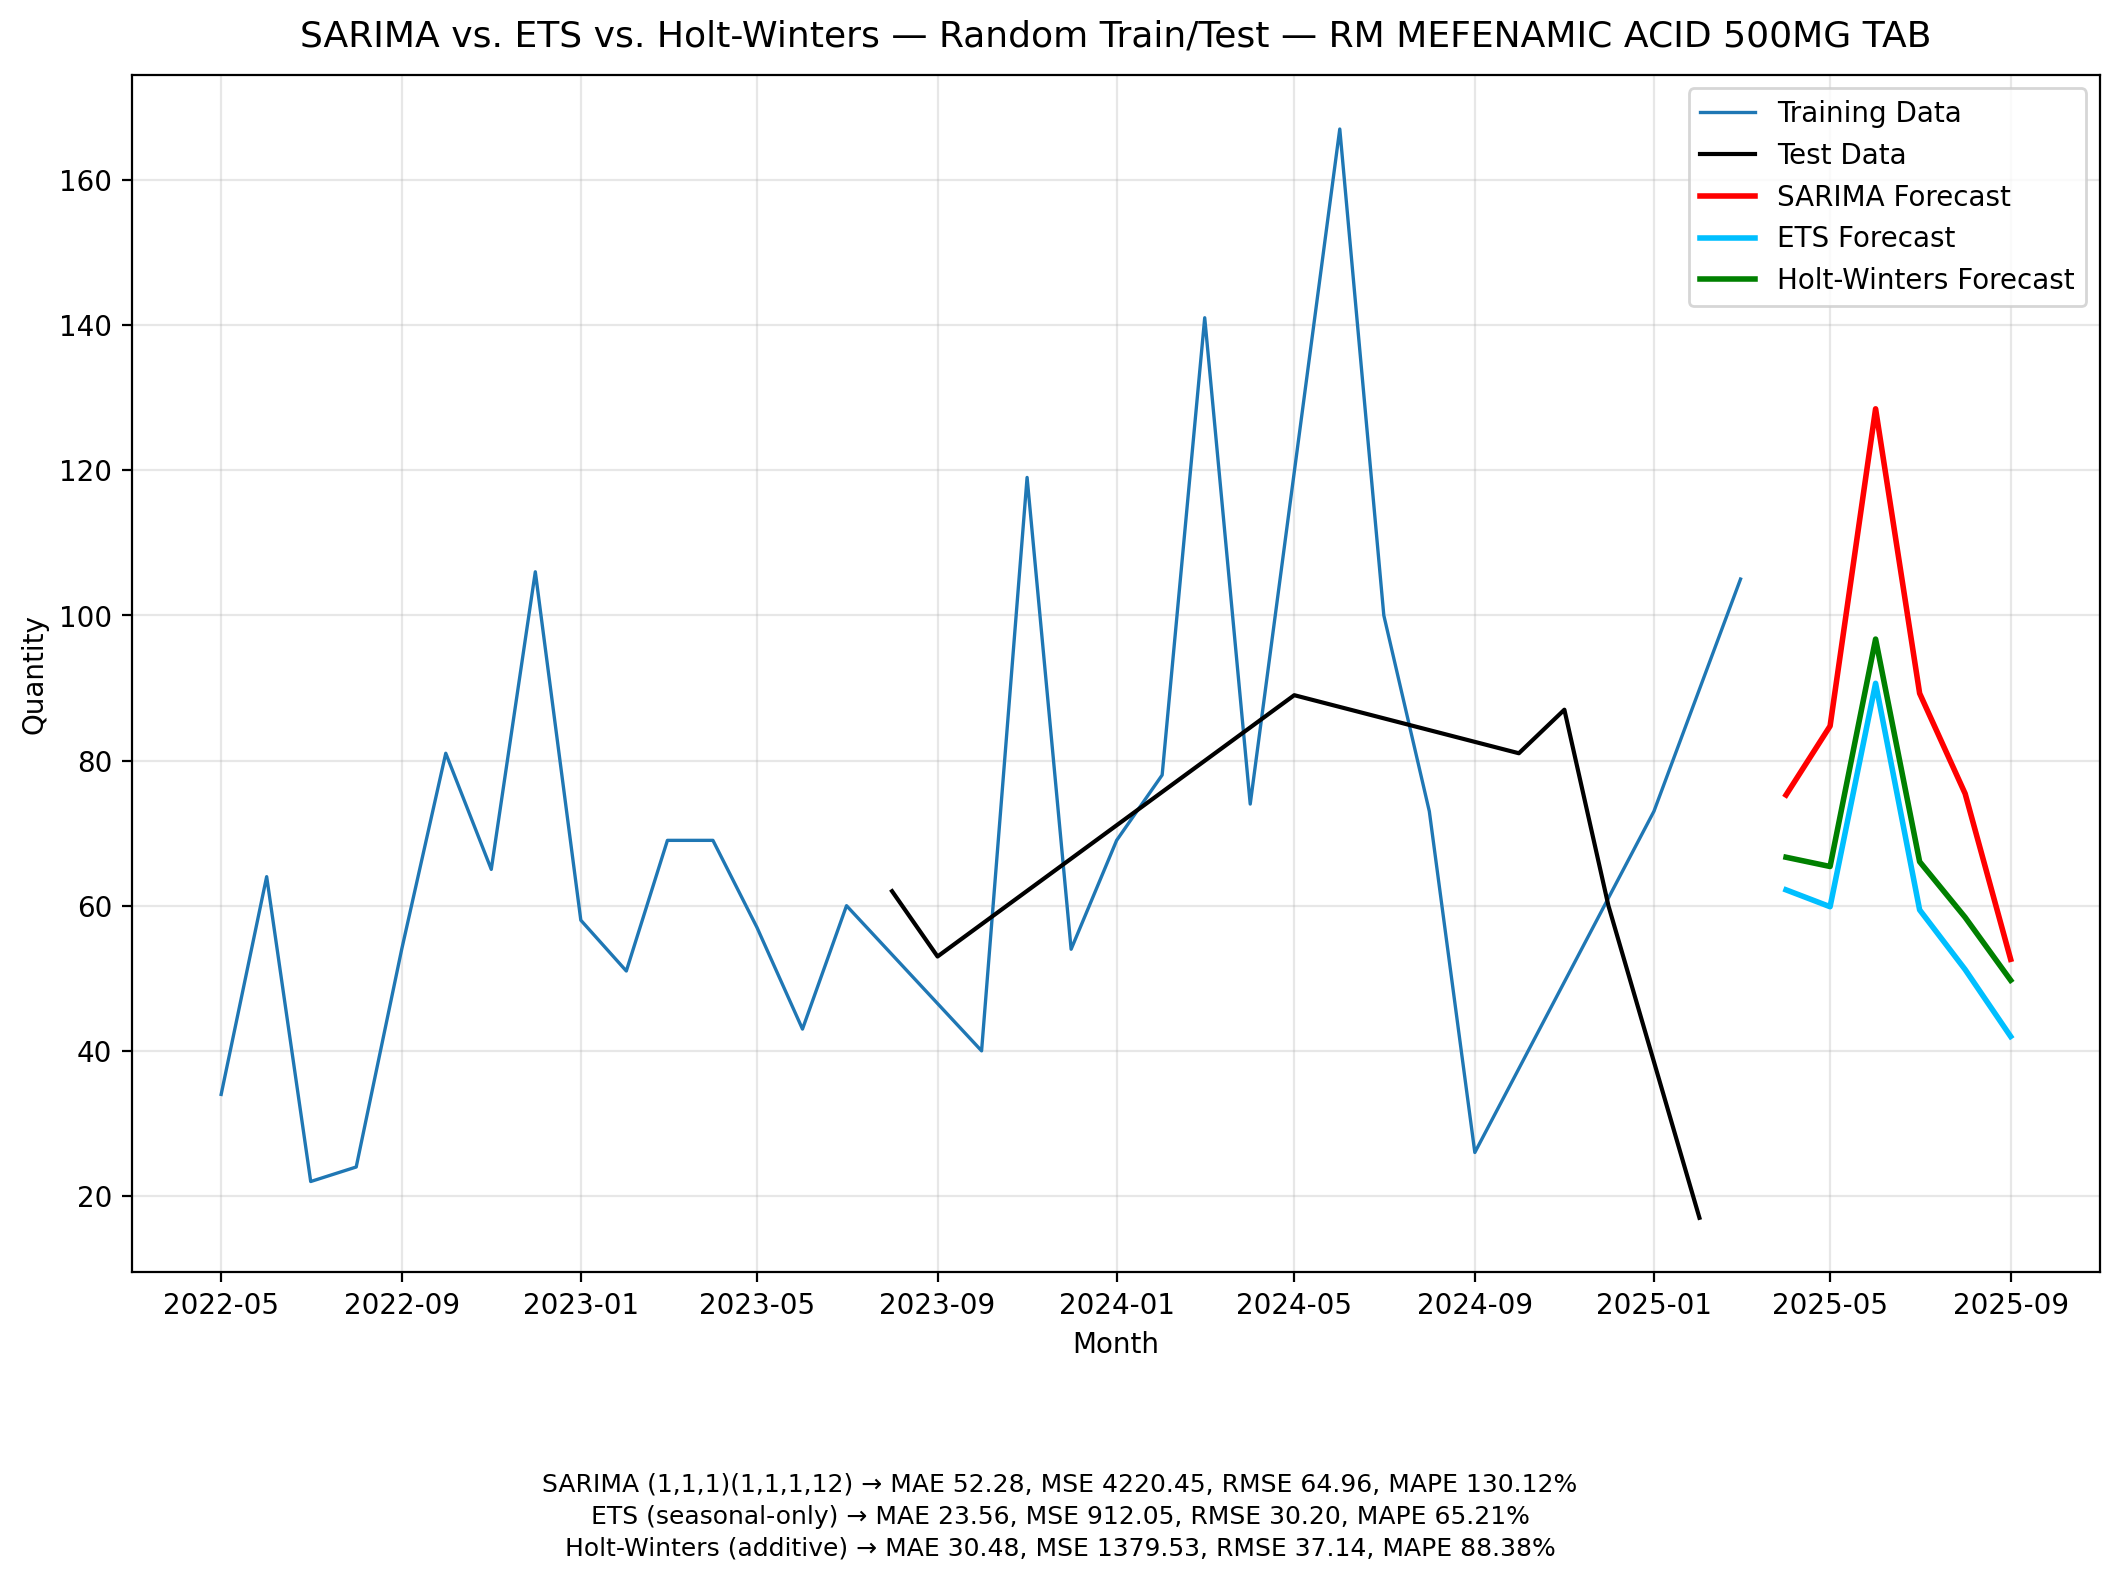 SARIMA vs. ETS vs. Holt-Winters — Random Train/Test — RM MEFENAMIC ACID 500MG TAB
Training Data
Test Data
SARIMA Forecast
ETS Forecast
Holt-Winters Forecast
160
140
120
100
80
60
40
20
Quantity
2022-05 2022-09 2023-01 2023-05 2023-09 2024-01 2024-05 2024-09 2025-01 2025-05 2025-09
Month
SARIMA (1,1,1)(1,1,1,12) → MAE 52.28, MSE 4220.45, RMSE 64.96, MAPE 130.12%
ETS (seasonal-only) → MAE 23.56, MSE 912.05, RMSE 30.20, MAPE 65.21%
Holt-Winters (additive) → MAE 30.48, MSE 1379.53, RMSE 37.14, MAPE 88.38%